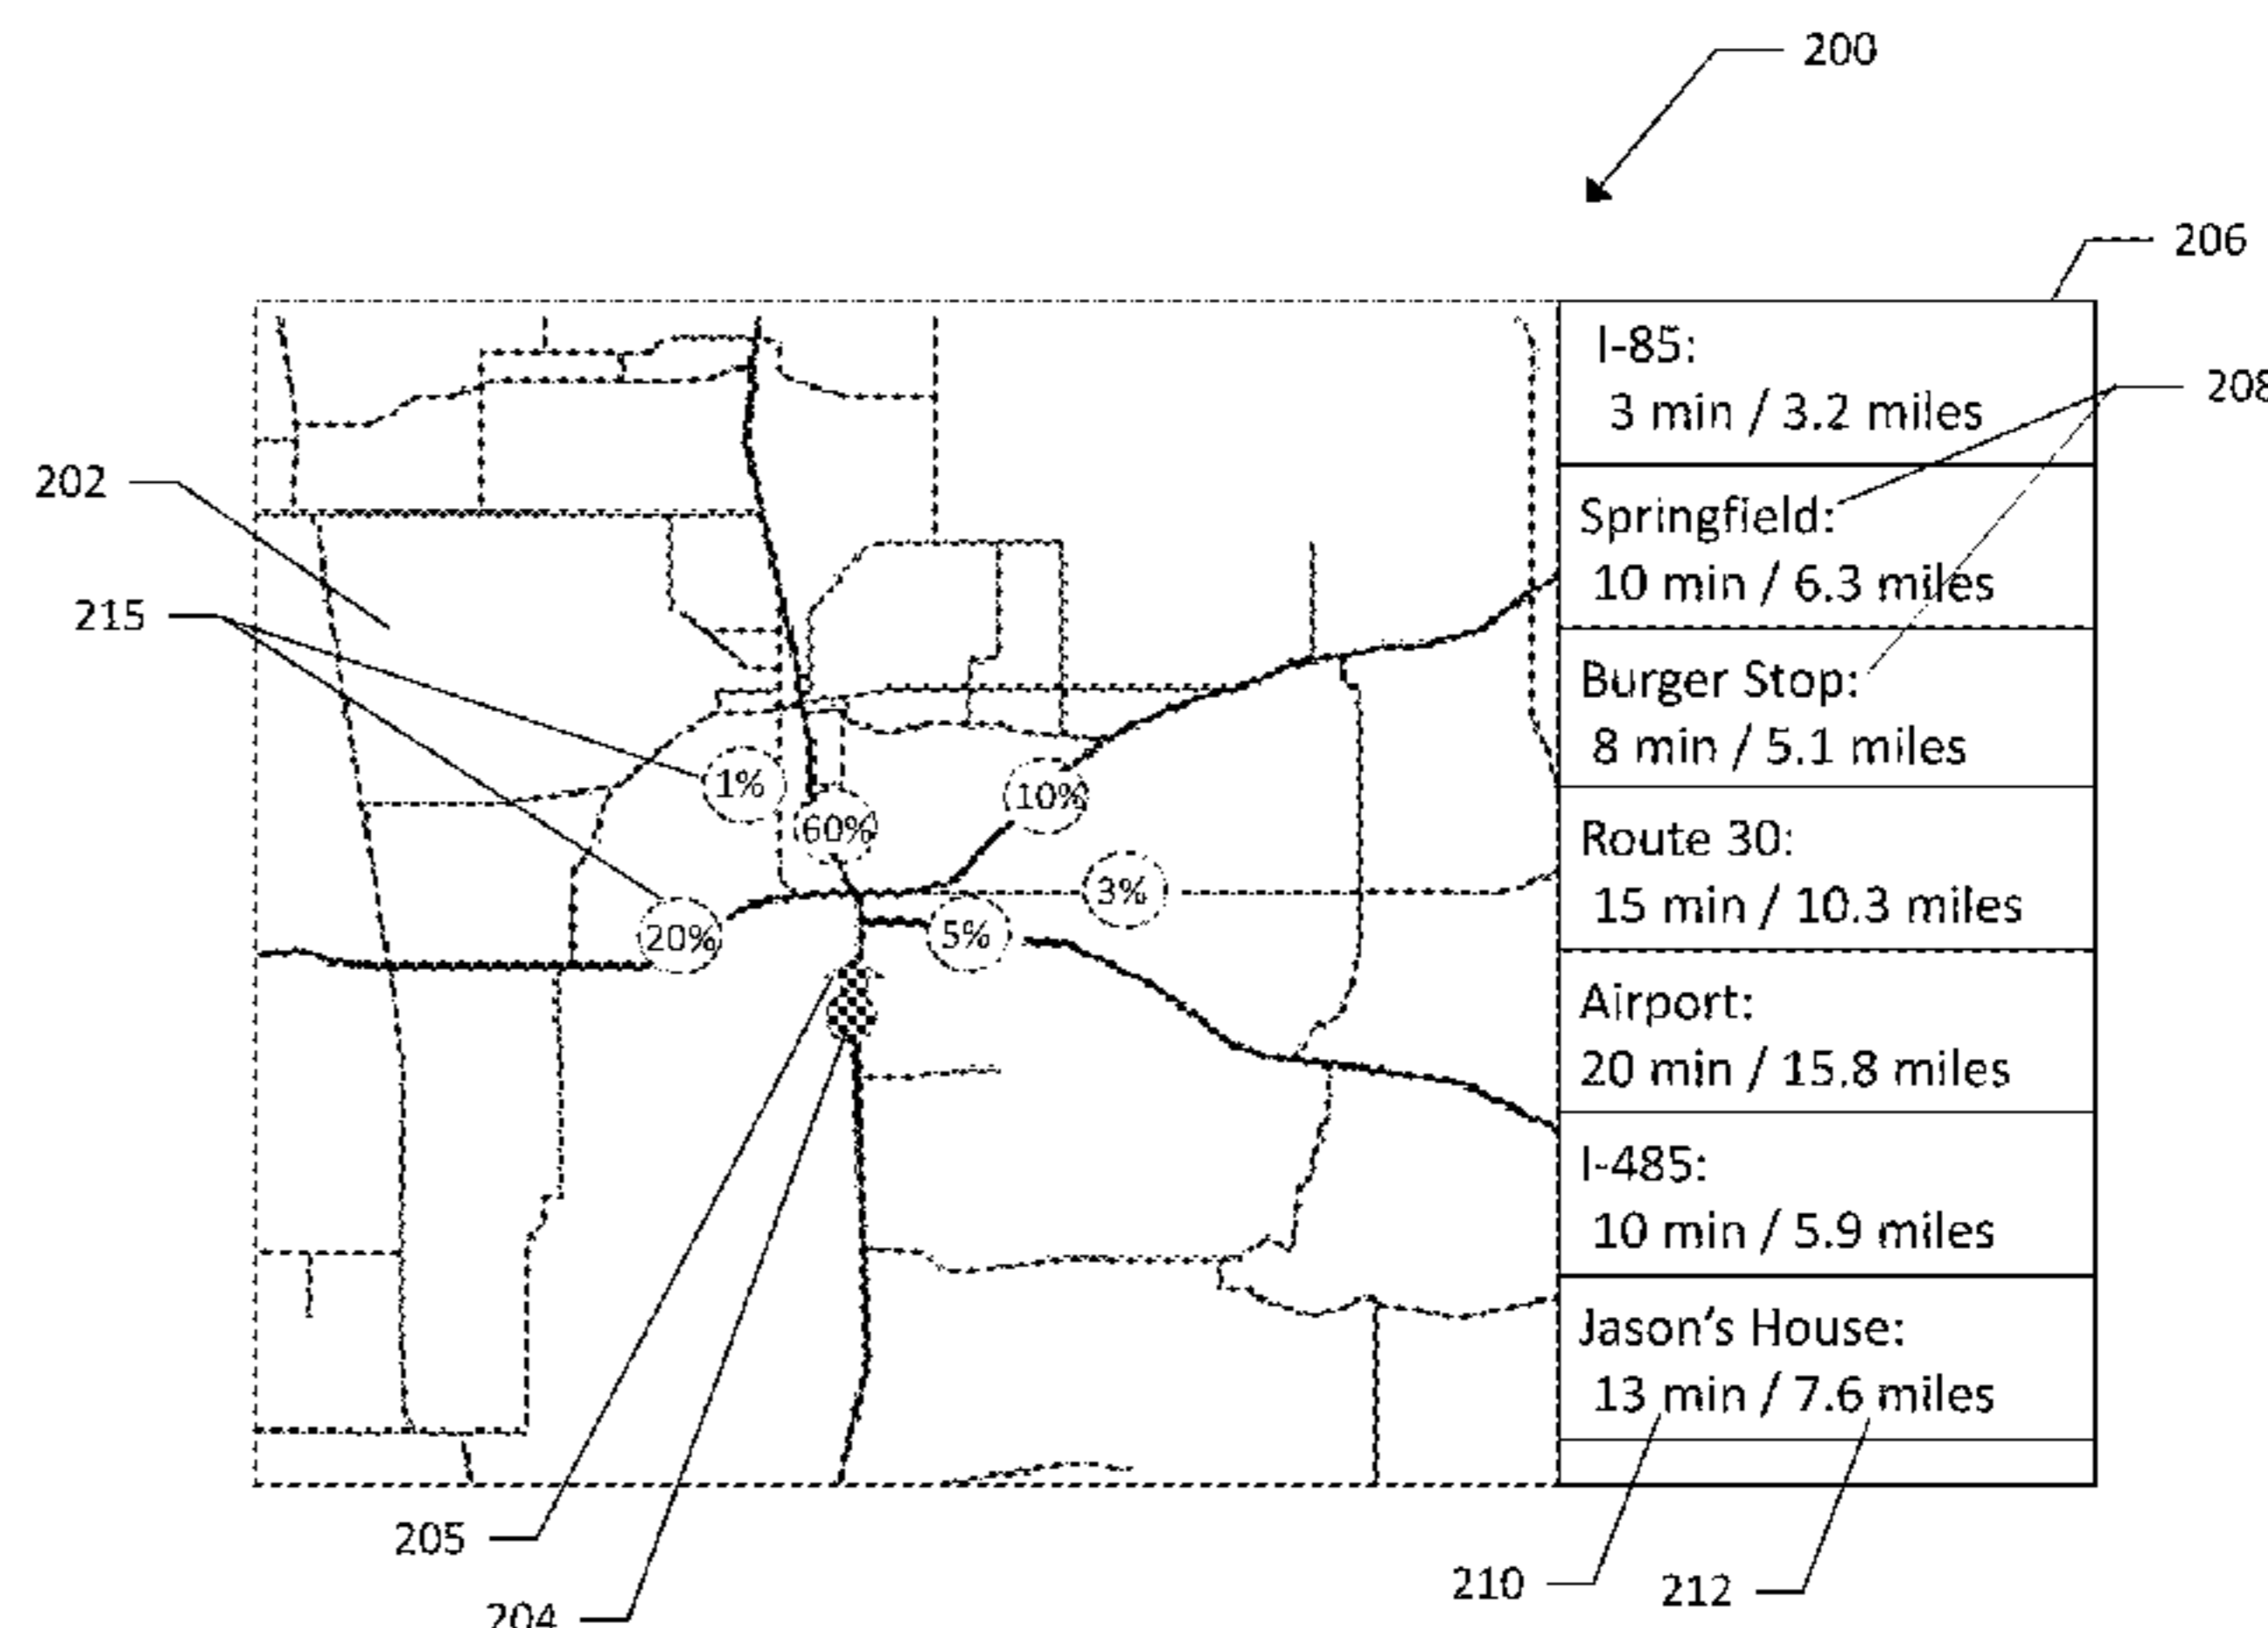 200
206
I-85:
3 min / 3.2 miles
208
202
Springfield:
10 min / 6.3 miles
215
Burger Stop:
8 min / 5.1 miles
1%
10%
60%
Route 30:
15 min / 10.3 miles
3%
20%
5%
Airport:
20 min / 15.8 miles
I-485:
10 min / 5.9 miles
Jason's House:
13 min / 7.6 miles
205
210
212
204